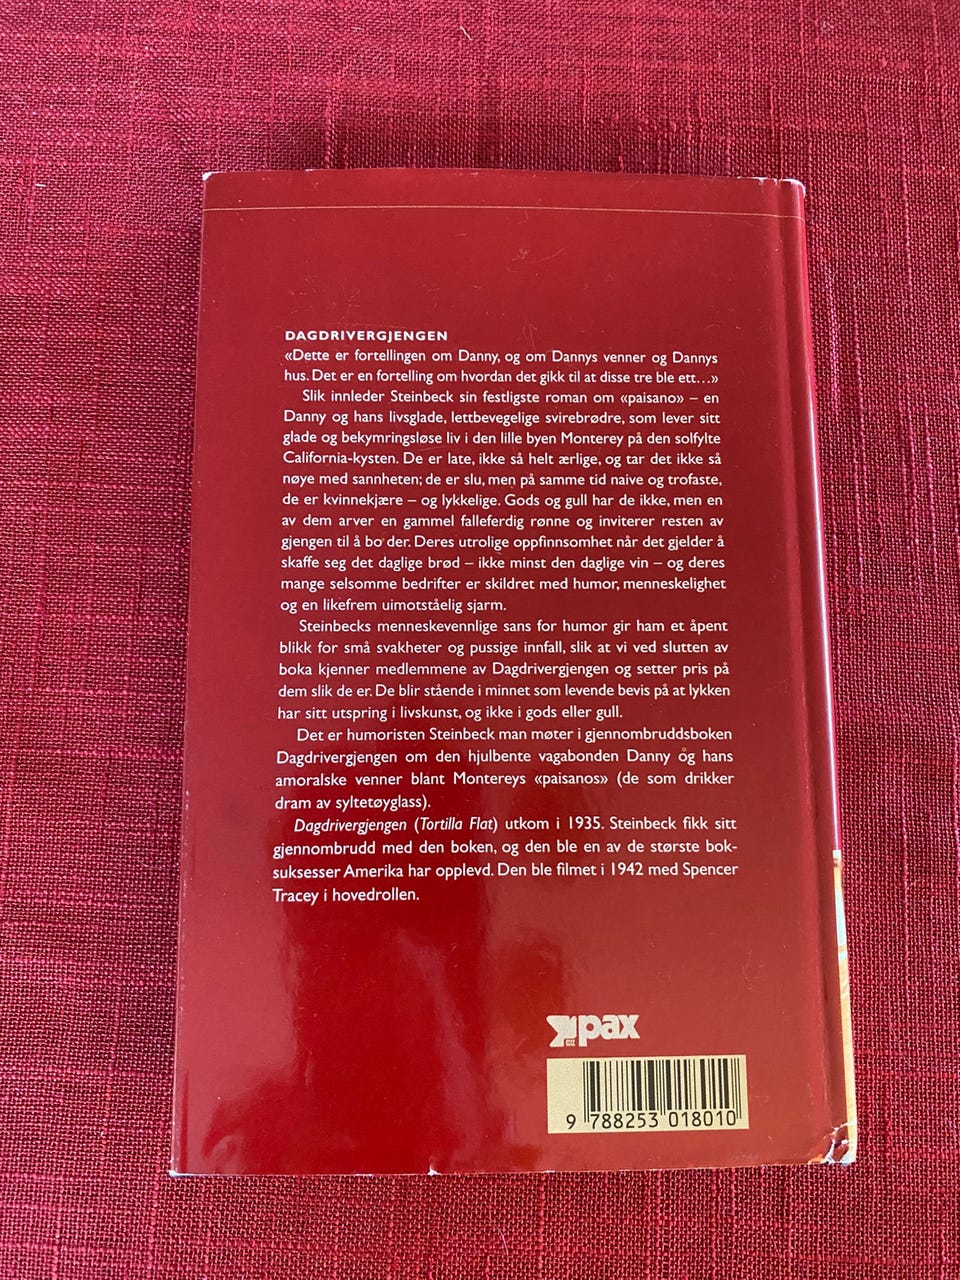 DAGDRIVERGJENGEN
«Dette er fortellingen om Danny, og om Dannys venner og Dannys
hus. Det er en fortelling om hvordan det gikk til at disse tre ble ett...»
Slik innleder Steinbeck sin festligste roman om «paisano» – en
Danny og hans livsglade, lettbevegelige svirebrødre, som lever sitt
glade og bekymringsløse liv i den lille byen Monterey på den solfylte
California-kysten. De er late, ikke så helt ærlige, og tar det ikke så
nøye med sannheten; de er slu, men på samme tid naive og trofaste,
de er kvinnekjære – og lykkelige. Gods og gull har de ikke, men en
av dem arver en gammel falleferdig rønne og inviterer resten av
gjengen til å bo der. Deres utrolige oppfinnsomhet når det gjelder å
skaffe seg det daglige brød – ikke minst den daglige vin – og deres
mange selsomme bedrifter er skildret med humor, menneskelighet
og en likefrem uimotståelig sjarm.
Steinbecks menneskevennlige sans for humor gir ham et åpent
blikk for små svakheter og pussige innfall, slik at vi ved slutten av
boka kjenner medlemmene av Dagdrivergjengen og setter pris på
dem slik de er. De blir stående i minnet som levende bevis på at lykken
har sitt utspring i livskunst, og ikke i gods eller gull.
Det er humoristen Steinbeck man møter i gjennombruddsboken
Dagdrivergjengen om den hjulbente vagabonden Danny og hans
amoralske venner blant Montereys «paisanos» (de som drikker
dram av syltetøyglass).
Dagdrivergjengen (Tortilla Flat) utkom i 1935. Steinbeck fikk sitt
gjennombrudd med den boken, og den ble en av de største bok-
suksesser Amerika har opplevd. Den ble filmet i 1942 med Spencer
Tracey i hovedrollen.
pax
9 788253 018010